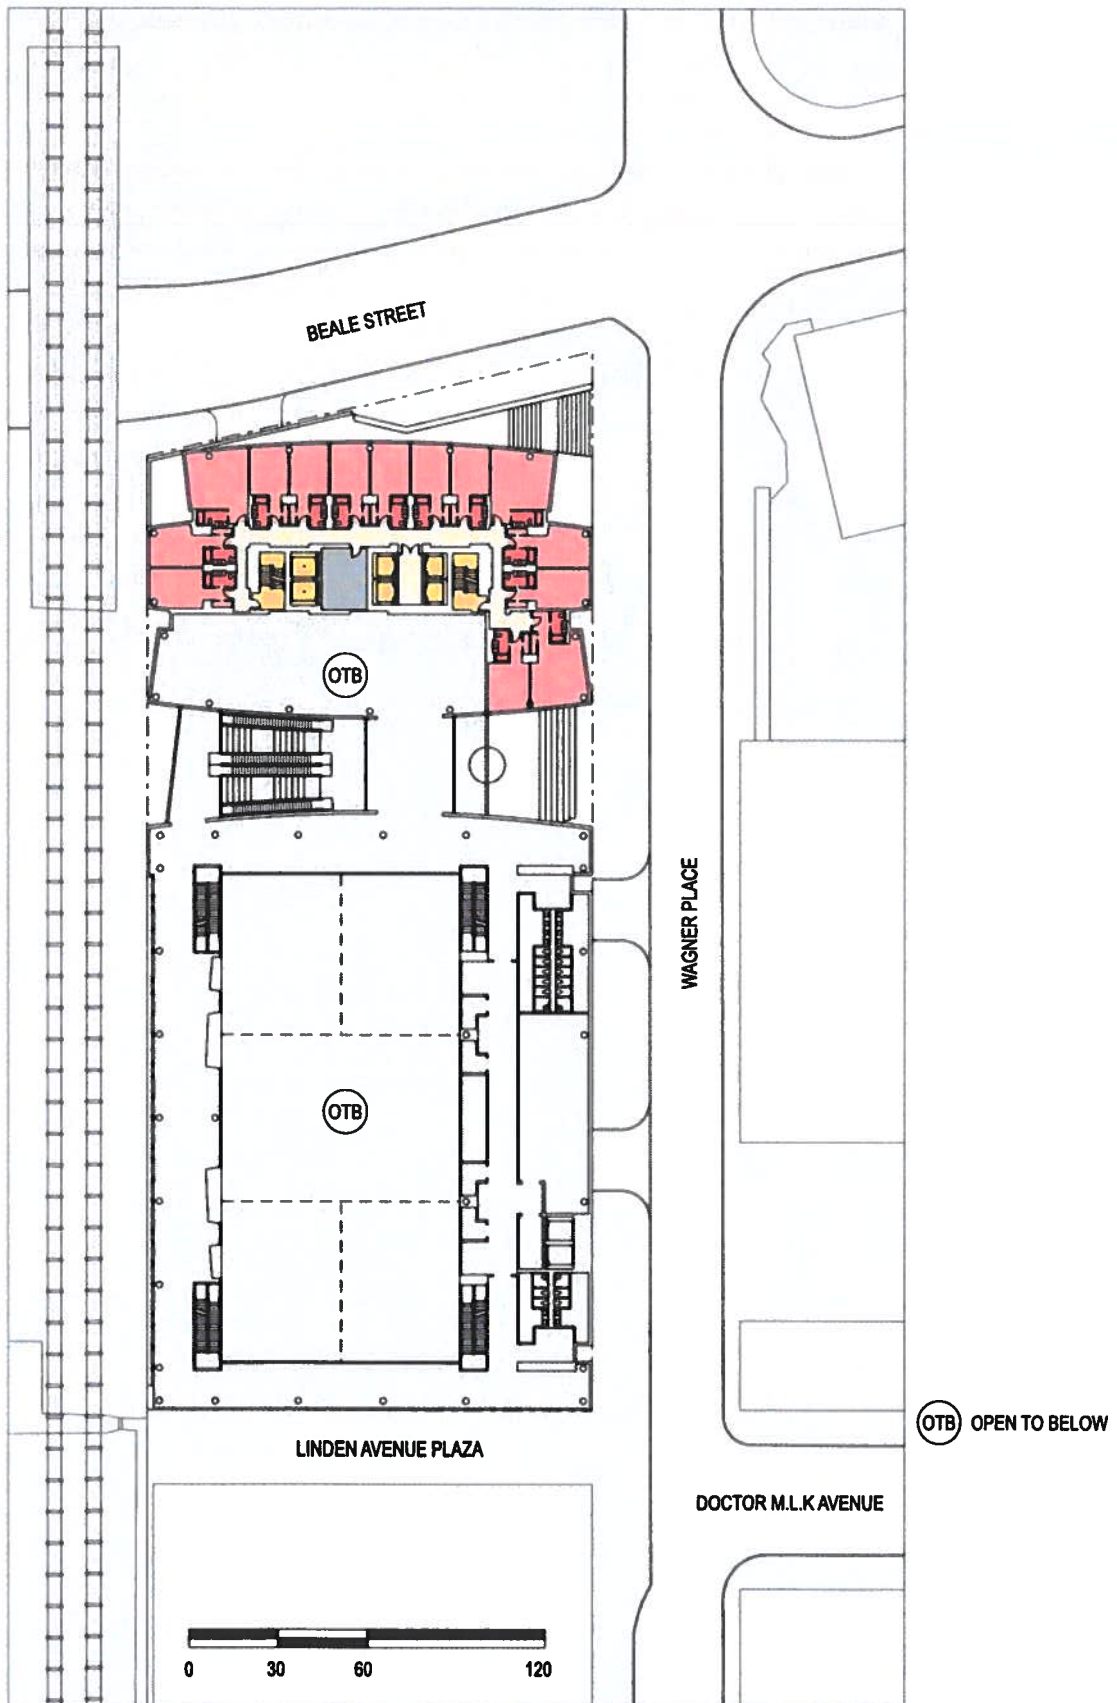 BEALE STREET
OTB
WAGNER PLACE
OTB
OTB OPEN TO BELOW
LINDEN AVENUE PLAZA
DOCTOR M.L.K AVENUE
0 30 60 120